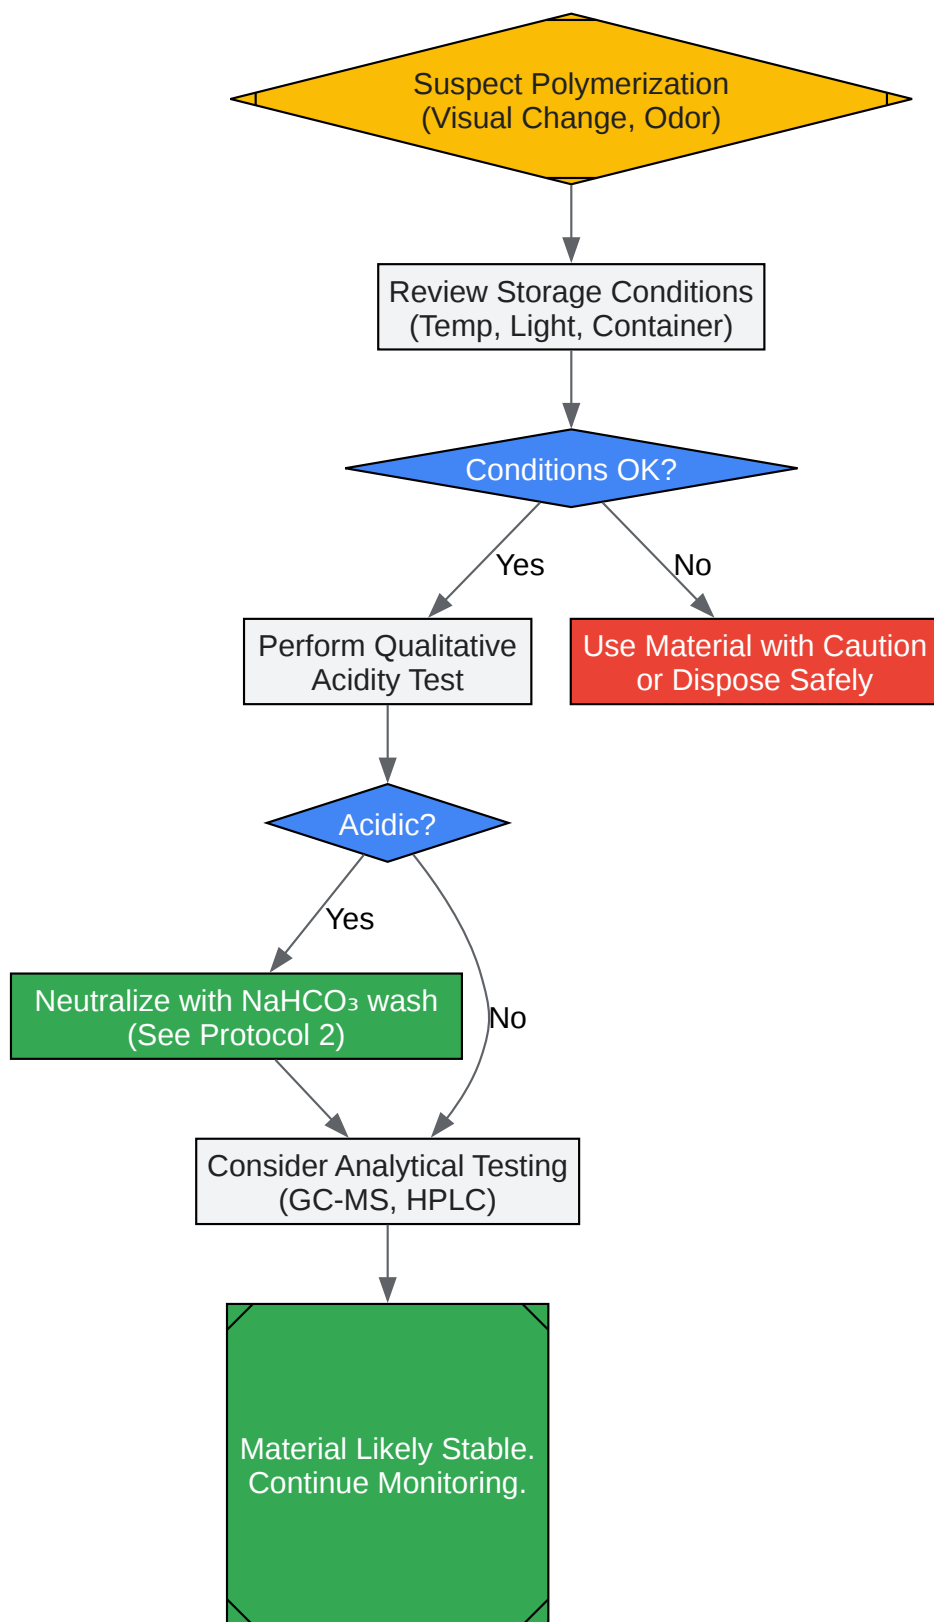 Suspect Polymerization
(Visual Change, Odor)
Review Storage Conditions
(Temp, Light, Container)
Conditions OK?
Yes
No
Perform Qualitative
Acidity Test
Use Material with Caution
or Dispose Safely
Acidic?
Yes
Neutralize with NaHCO₃ wash
(See Protocol 2)
No
Consider Analytical Testing
(GC-MS, HPLC)
Material Likely Stable.
Continue Monitoring.